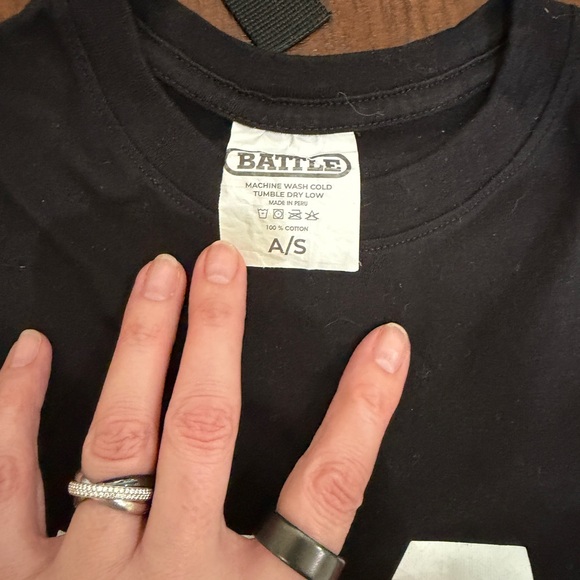 BATTLE
MACHINE WASH COLD
TUMBLE DRY LOW
MADE IN PERU
100 % COTTON
A/S